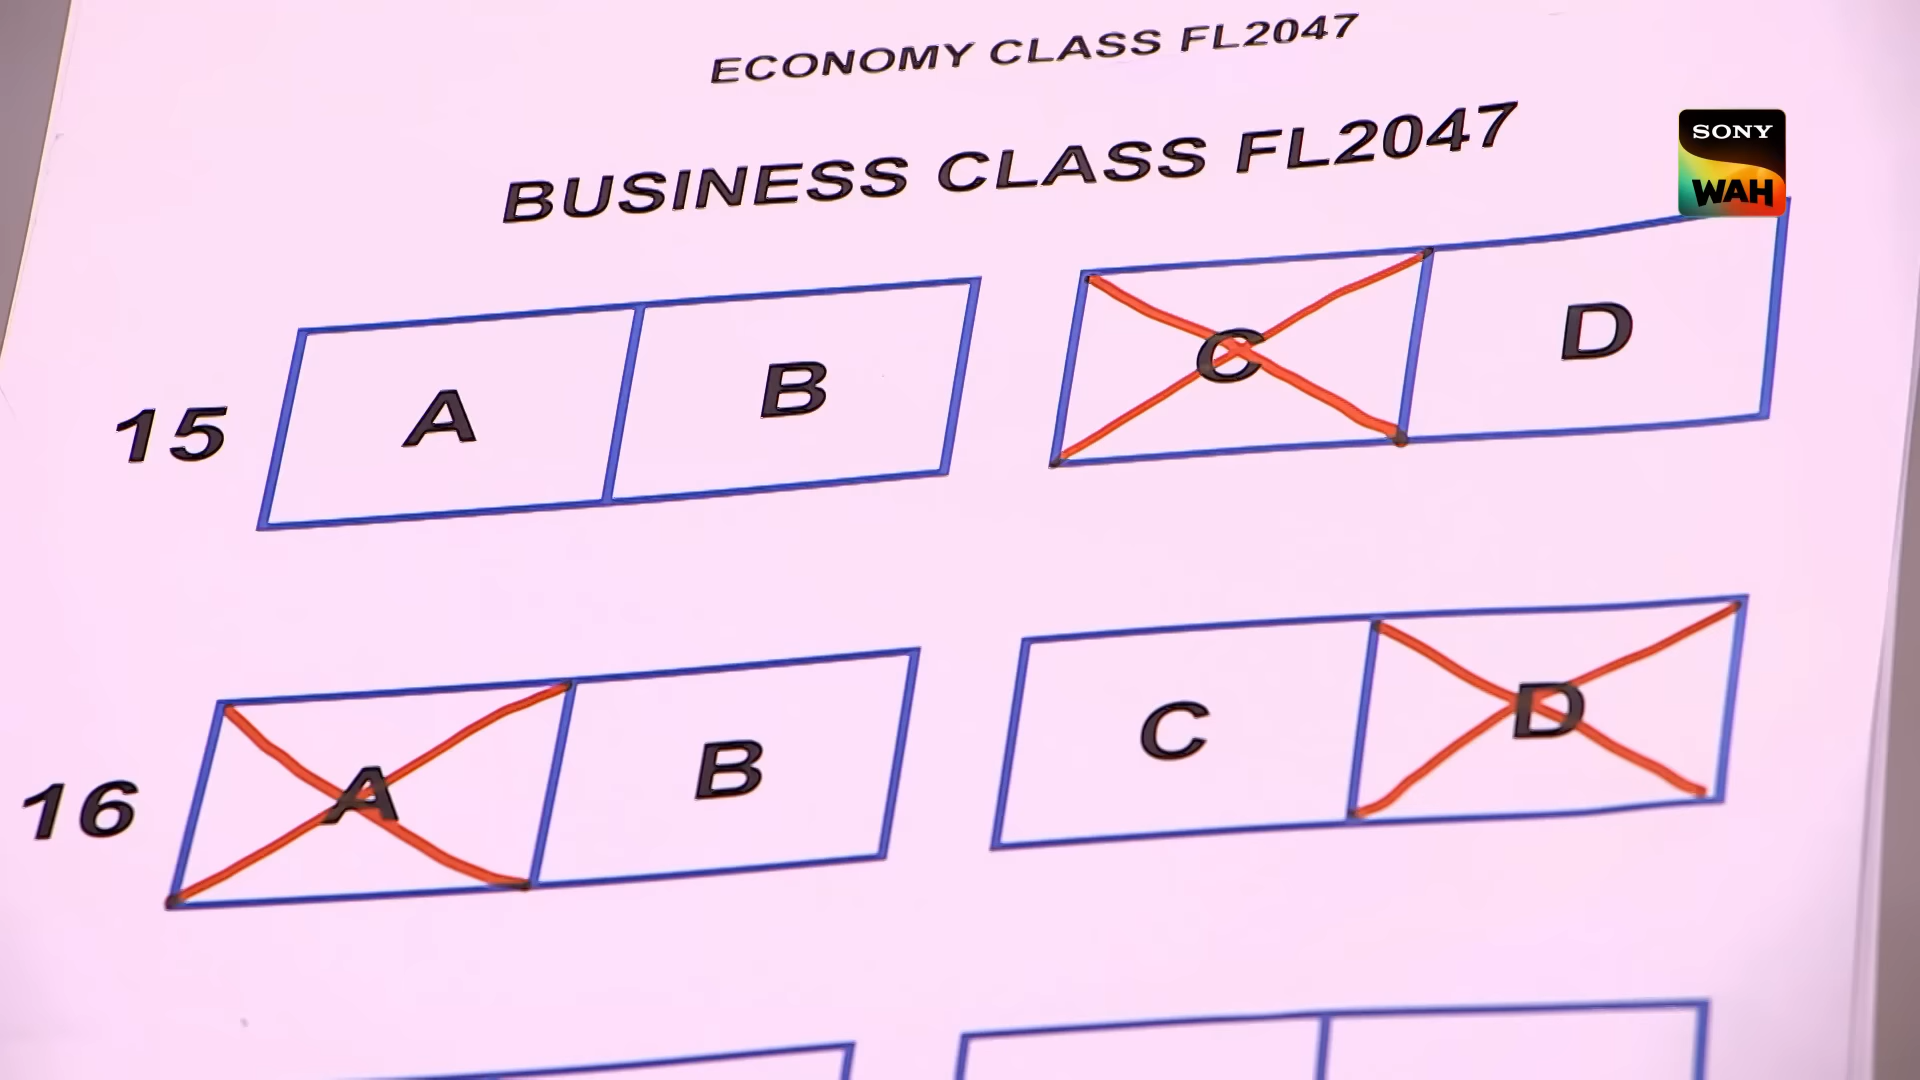 ECONOMY CLASS FL2047
BUSINESS CLASS FL2047
SONY
WAH
15 A B C D
16 A B C D